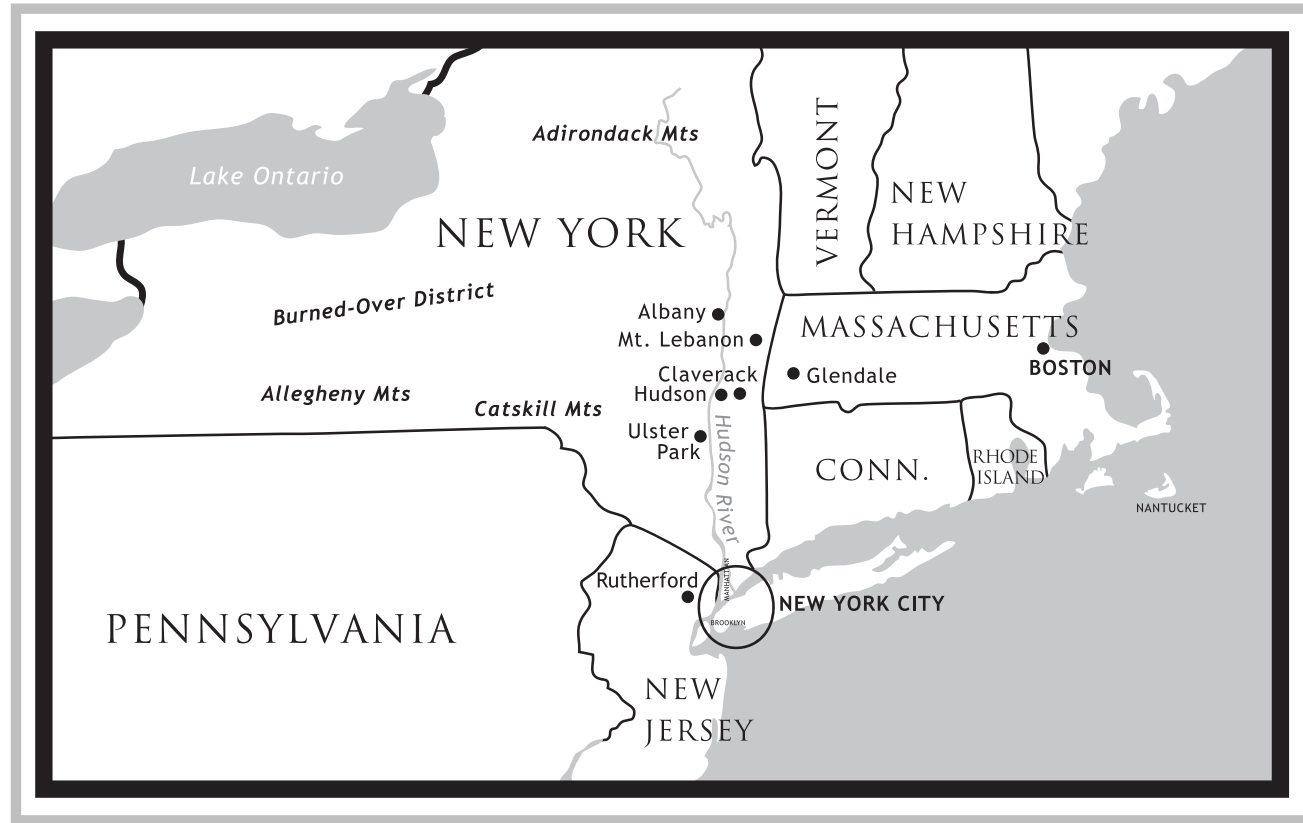 Adirondack Mts
Lake Ontario
VERMONT
NEW
HAMPSHIRE
NEW YORK
Burned-Over District
Albany
MASSACHUSETTS
Mt. Lebanon
BOSTON
Claverack
Glendale
Hudson
Allegheny Mts
Catskill Mts
Ulster
Park
Hudson River
CONN.
RHODE
ISLAND
NANTUCKET
Rutherford
MANHATTAN
NEW YORK CITY
BROOKLYN
PENNSYLVANIA
NEW
JERSEY